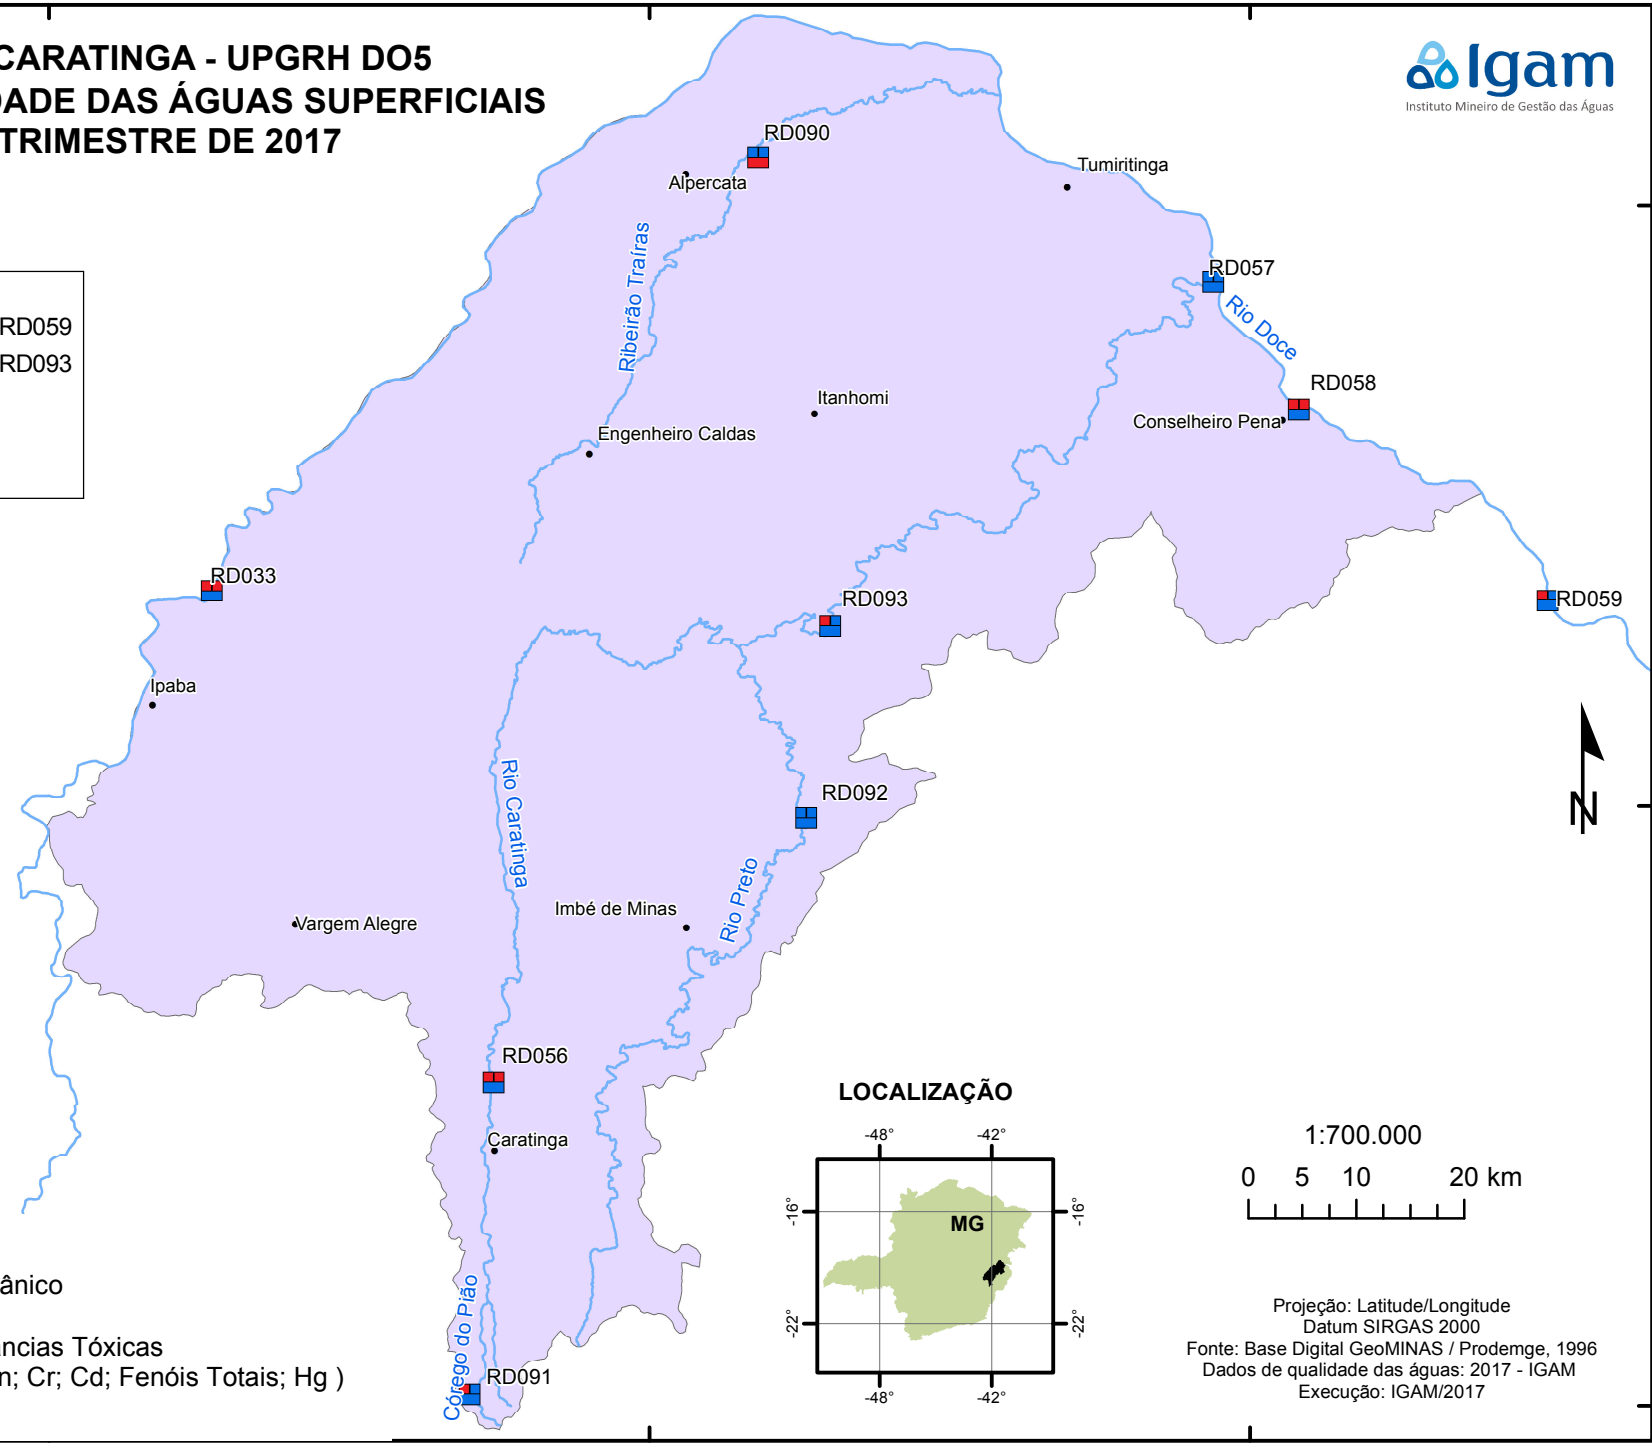 CARATINGA - UPGRH DO5
DADE DAS ÁGUAS SUPERFICIAIS
TRIMESTRE DE 2017
Igam
Instituto Mineiro de Gestão das Águas
RD090
Alpercata
Tumiritinga
Ribeirão Traíras
RD057
Rio Doce
RD059
RD093
RD058
Itanhomi
Conselheiro Pena
Engenheiro Caldas
RD033
RD093
RD059
Ipaba
Rio Caratinga
RD092
N
Rio Preto
Imbé de Minas
Vargem Alegre
RD056
Caratinga
LOCALIZAÇÃO
-48° -42°
-16° -16°
MG
-22° -22°
-48° -42°
1:700.000
0 5 10 20 km
ânico
ncias Tóxicas
n; Cr; Cd; Fenóis Totais; Hg )
Córego do Pião
RD091
Projeção: Latitude/Longitude
Datum SIRGAS 2000
Fonte: Base Digital GeoMINAS / Prodemge, 1996
Dados de qualidade das águas: 2017 - IGAM
Execução: IGAM/2017